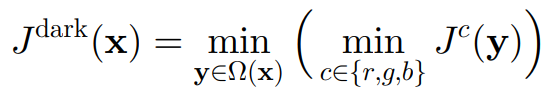 J^dark(x) = min_{y∈Ω(x)} ( min_{c∈{r,g,b}} J^c(y) )